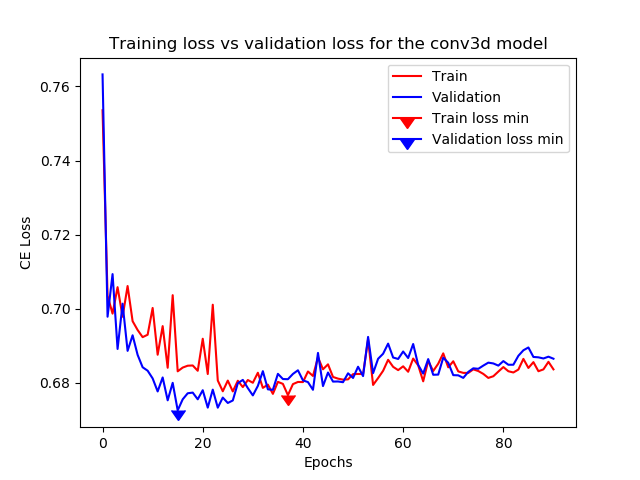 Training loss vs validation loss for the conv3d model
Train
Validation
Train loss min
Validation loss min
CE Loss
0.76
0.74
0.72
0.70
0.68
0 20 40 60 80
Epochs